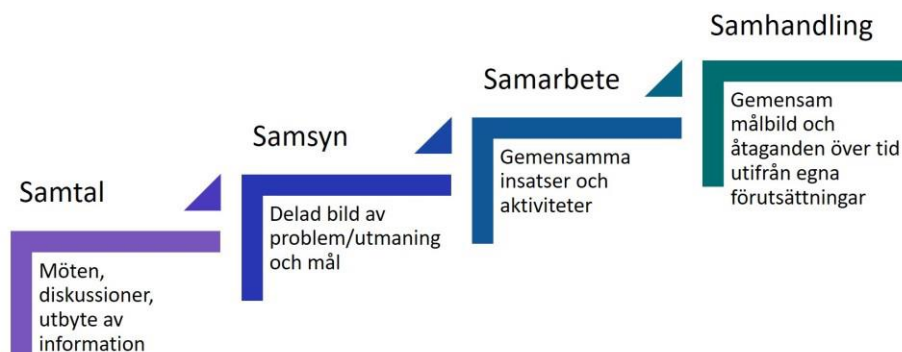 Samtal
Möten,
diskussioner,
utbyte av
information
Samsyn
Delad bild av
problem/utmaning
och mål
Samarbete
Gemensamma
insatser och
aktiviteter
Samhandling
Gemensam
målbild och
åtaganden över tid
utifrån egna
förutsättningar